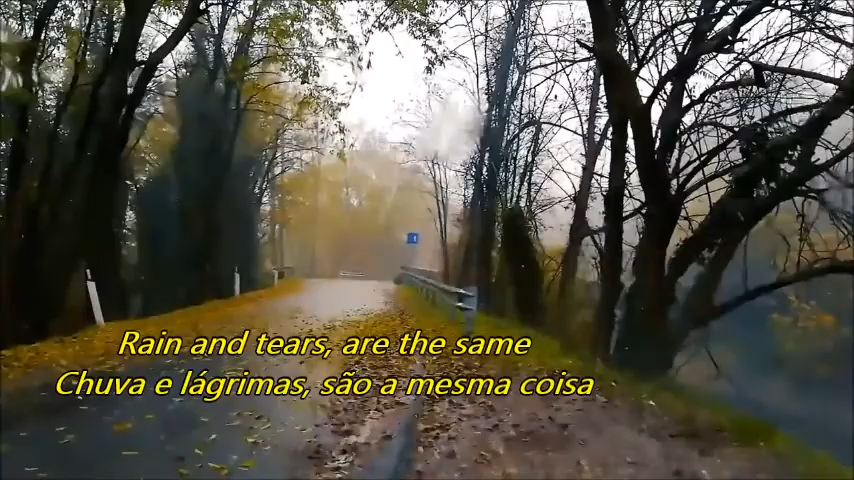 Rain and tears, are the same
Chuva e lágrimas, são a mesma coisa